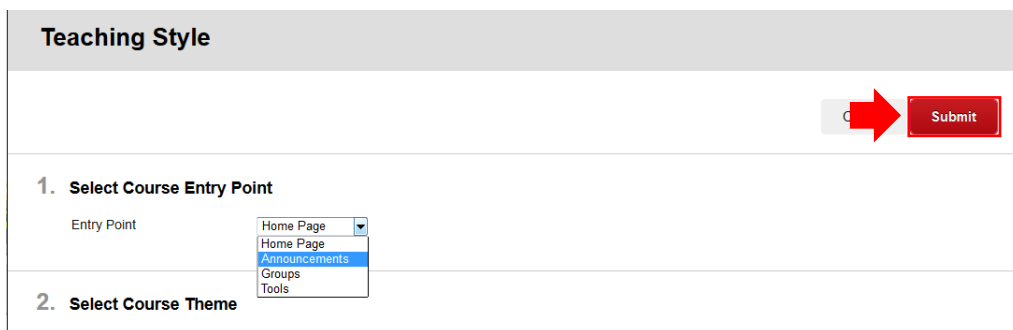 Teaching Style
Submit
1. Select Course Entry Point
Entry Point
Home Page
Home Page
Announcements
Groups
Tools
2. Select Course Theme